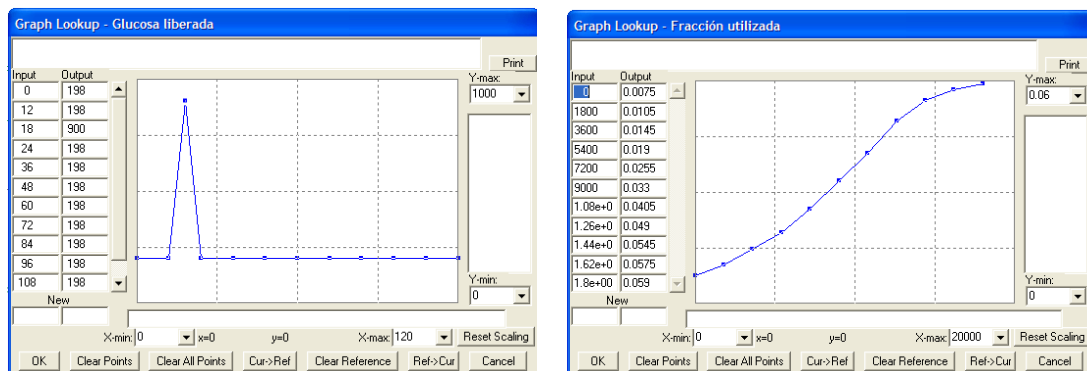 Graph Lookup - Glucosa liberada
Print
Input Output
0 198
12 198
18 900
24 198
36 198
48 198
60 198
72 198
84 198
96 198
108 198
New
Y-max:
1000
Y-min:
0
X-min: 0 x=0 y=0 X-max: 120 Reset Scaling
OK Clear Points Clear All Points Cur->Ref Clear Reference Ref->Cur Cancel
Graph Lookup - Fracción utilizada
Print
Input Output
0 0.0075
1800 0.0105
3600 0.0145
5400 0.019
7200 0.0255
9000 0.033
1.08e+0 0.0405
1.26e+0 0.049
1.44e+0 0.0545
1.62e+0 0.0575
1.8e+00 0.059
New
Y-max:
0.06
Y-min:
0
X-min: 0 x=0 y=0 X-max: 20000 Reset Scaling
OK Clear Points Clear All Points Cur->Ref Clear Reference Ref->Cur Cancel